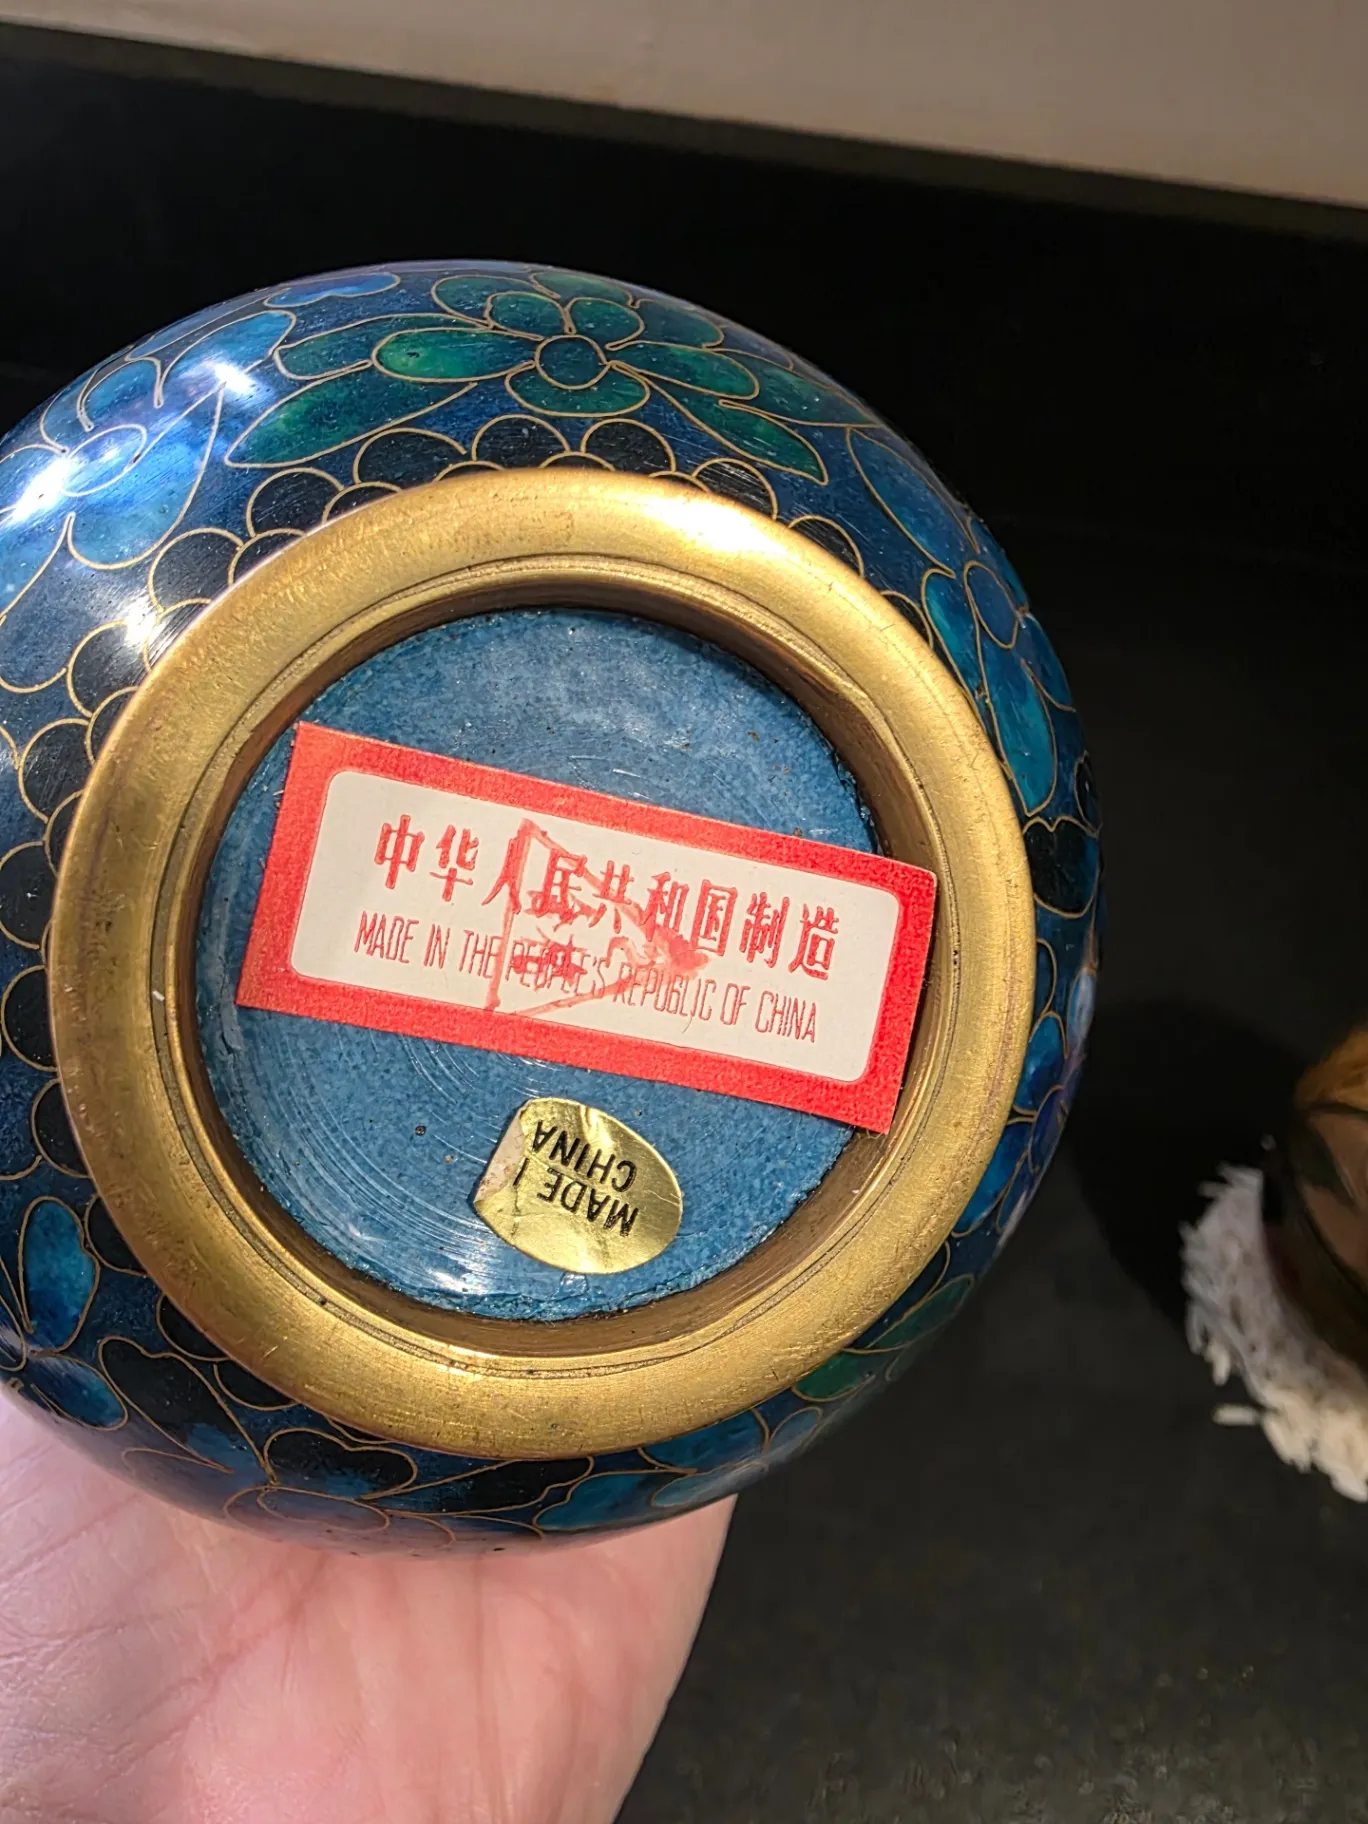 中华人民共和国制造
MADE IN THE PEOPLE'S REPUBLIC OF CHINA
MADE I
CHINA